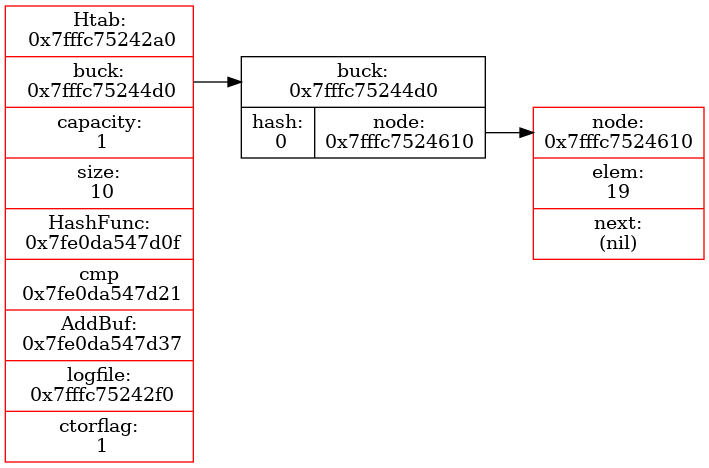 Htab:
0x7fffc75242a0
buck:
0x7fffc75244d0
capacity:
1
size:
10
HashFunc:
0x7fe0da547d0f
cmp
0x7fe0da547d21
AddBuf:
0x7fe0da547d37
logfile:
0x7fffc75242f0
ctorflag:
1
buck:
0x7fffc75244d0
hash:
0
node:
0x7fffc7524610
node:
0x7fffc7524610
elem:
19
next:
(nil)